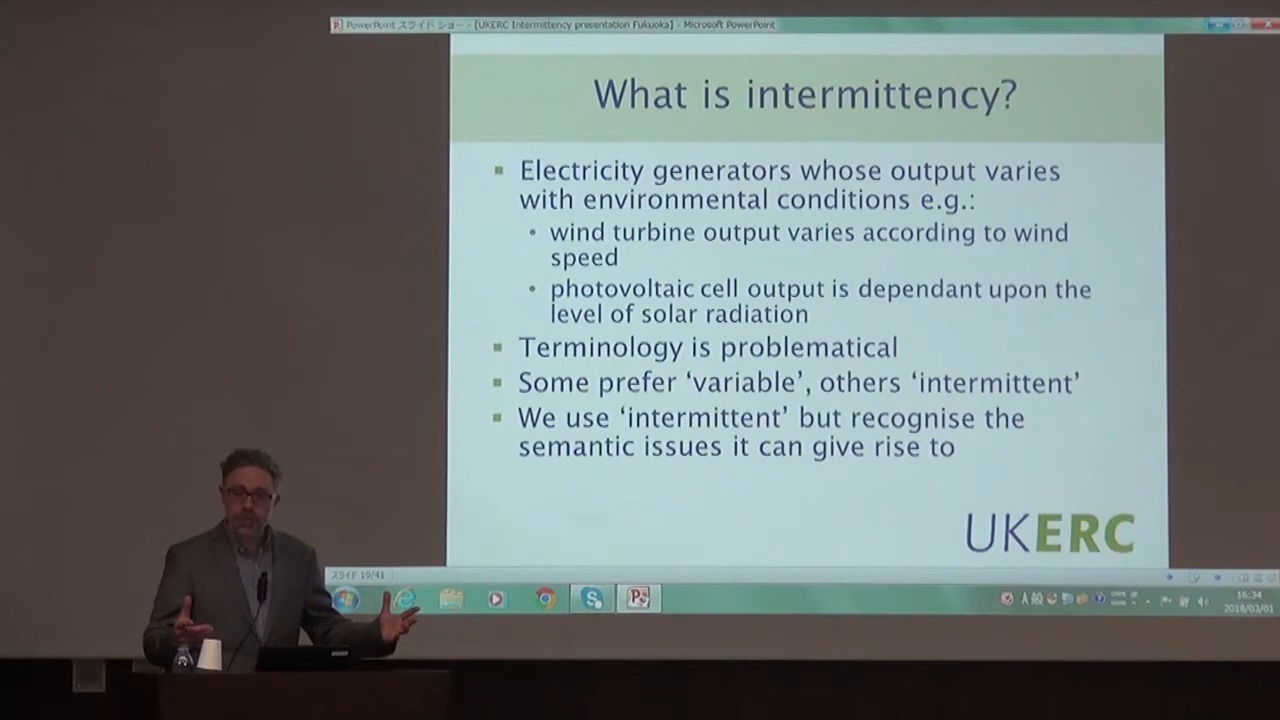 PowerPoint スライド ショー - [UKERC Intermittency presentation Fukuoka] - Microsoft PowerPoint
What is intermittency?
Electricity generators whose output varies
with environmental conditions e.g.:
wind turbine output varies according to wind
speed
photovoltaic cell output is dependant upon the
level of solar radiation
Terminology is problematical
Some prefer ‘variable’, others ‘intermittent’
We use ‘intermittent’ but recognise the
semantic issues it can give rise to
UKERC
スライド 19/41
A 般
16:34
2018/03/01